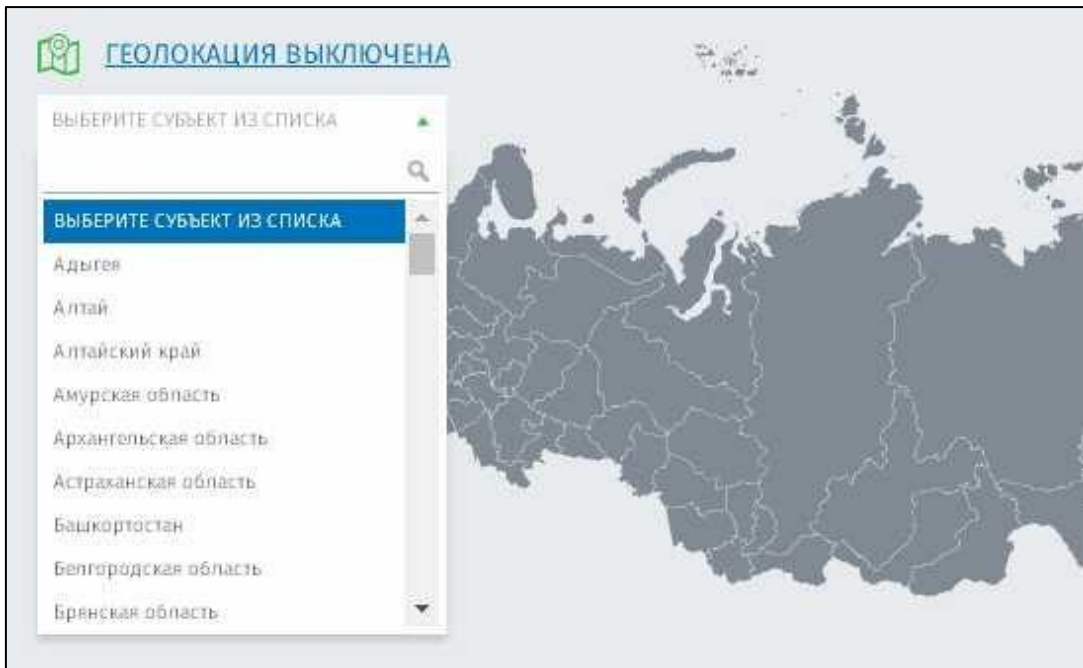 ГЕОЛОКАЦИЯ ВЫКЛЮЧЕНА
ВЫБЕРИТЕ СУБЪЕКТ ИЗ СПИСКА
ВЫБЕРИТЕ СУБЪЕКТ ИЗ СПИСКА
Адыгея
Алтай
Алтайский край
Амурская область
Архангельская область
Астраханская область
Башкортостан
Белгородская область
Брянская область